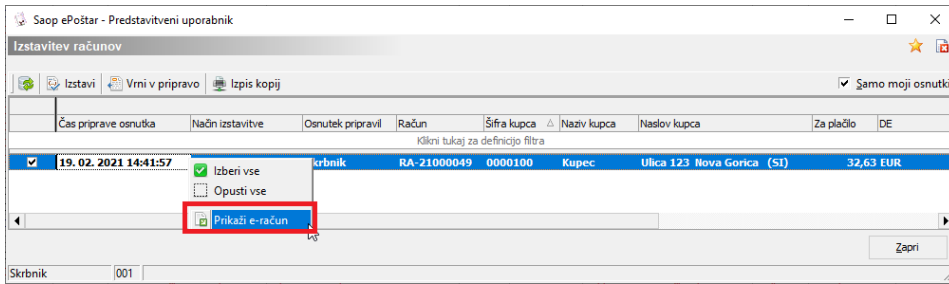 Saop ePoštar - Predstavitveni uporabnik
Izstavitev računov
Izstavi Vrni v pripravo Izpis kopij Samo moji osnutki
Čas priprave osnutka Način izstavitve Osnutek pripravil Račun Šifra kupca Naziv kupca Naslov kupca Za plačilo DE
Klikni tukaj za definicijo filtra
19. 02. 2021 14:41:57 krbnik RA-21000049 0000100 Kupec Ulica 123 Nova Gorica (SI) 32,63 EUR
Izberi vse
Opusti vse
Prikaži e-račun
Zapri
Skrbnik 001